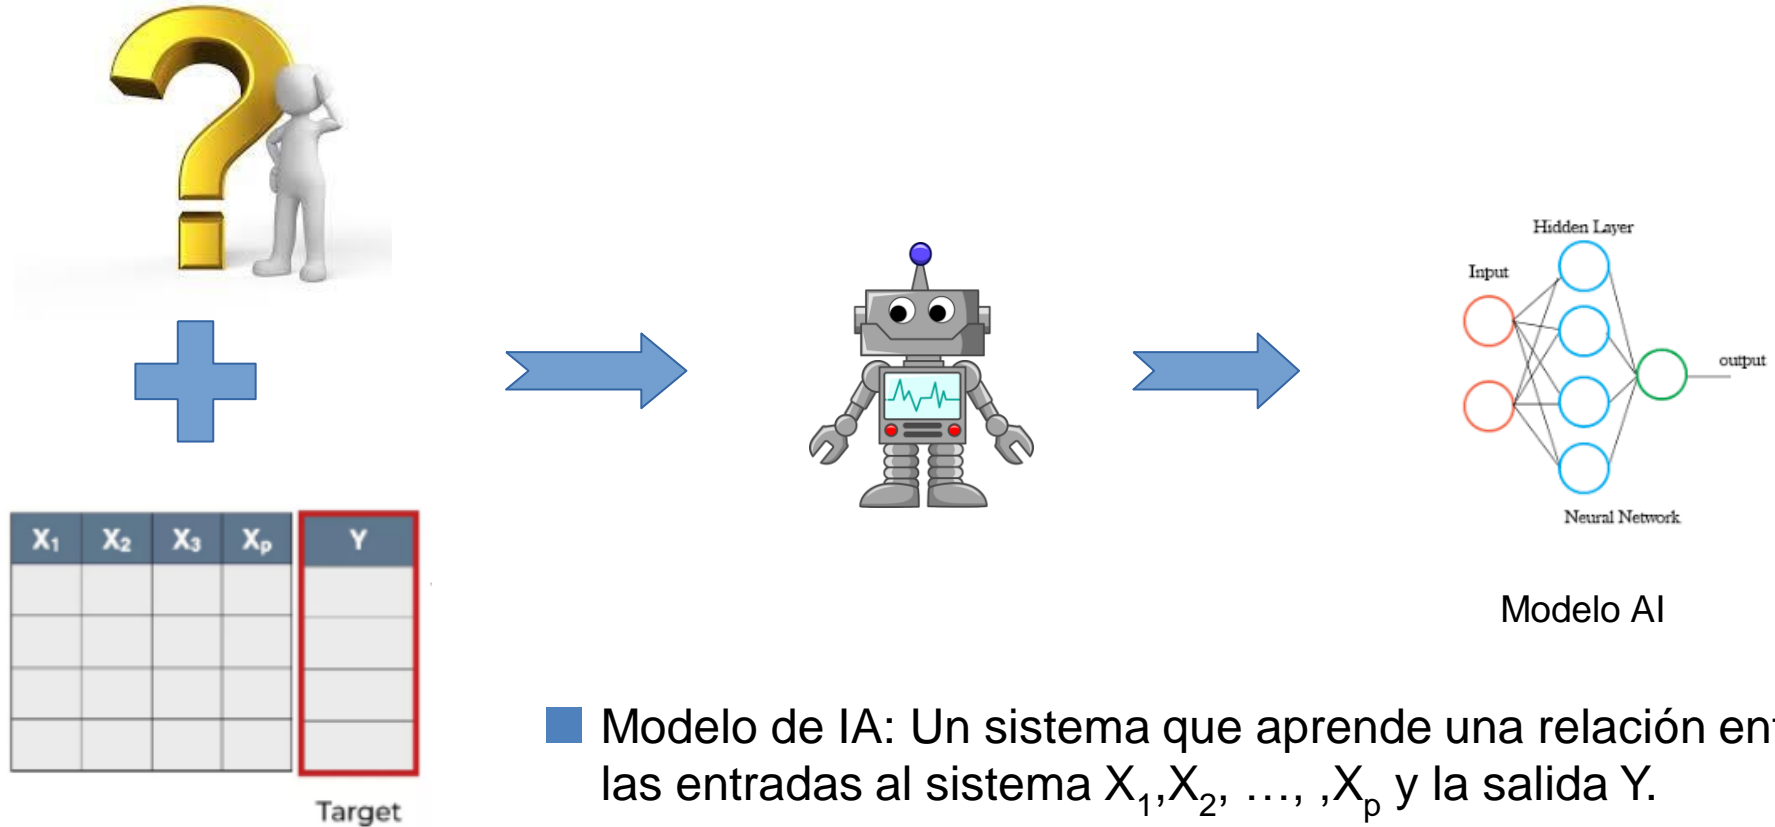 Hidden Layer
Input
output
Neural Network
Modelo AI
X₁ X₂ X₃ Xₚ Y
Target
Modelo de IA: Un sistema que aprende una relación en
las entradas al sistema X₁,X₂, …, ,Xₚ y la salida Y.